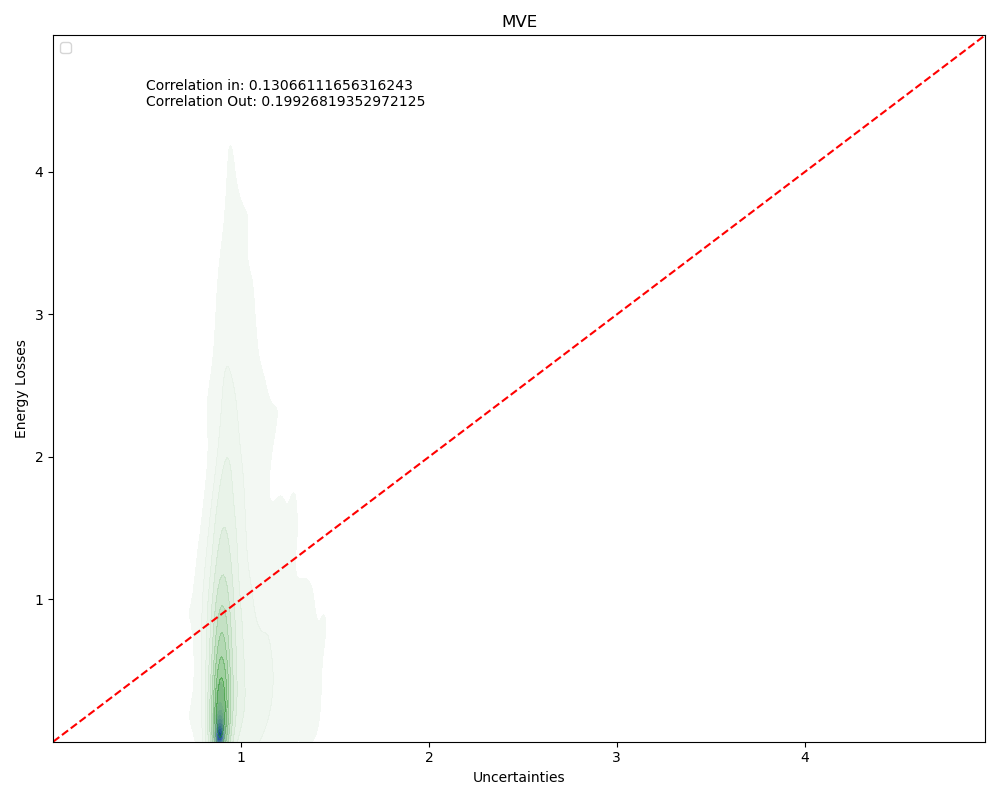 MVE
Correlation in: 0.13066111656316243
Correlation Out: 0.19926819352972125
4
3
2
1
Energy Losses
1 2 3 4
Uncertainties